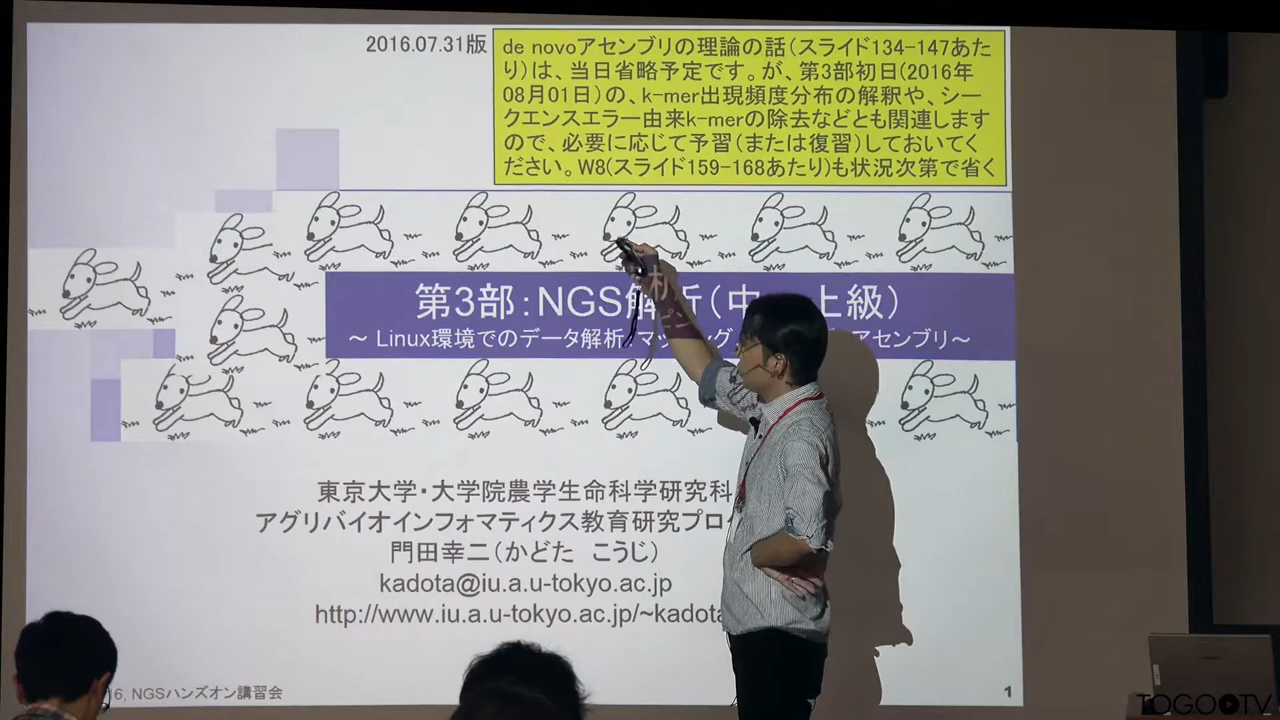 2016.07.31版
de novoアセンブリの理論の話(スライド134-147あた
り)は、当日省略予定です。が、第3部初日(2016年
08月01日)の、k-mer出現頻度分布の解釈や、シー
クエンスエラー由来k-merの除去などとも関連します
ので、必要に応じて予習(または復習)しておいてく
ださい。W8(スライド159-168あたり)も状況次第で省く
第3部:NGS解析(中 上級)
~ Linux環境でのデータ解析 マッ グ アセンブリ~
東京大学・大学院農学生命科学研究科
アグリバイオインフォマティクス教育研究プロ
門田幸二(かどた こうじ)
kadota@iu.a.u-tokyo.ac.jp
http://www.iu.a.u-tokyo.ac.jp/~kadota
16, NGSハンズオン講習会
1
TOGOTV